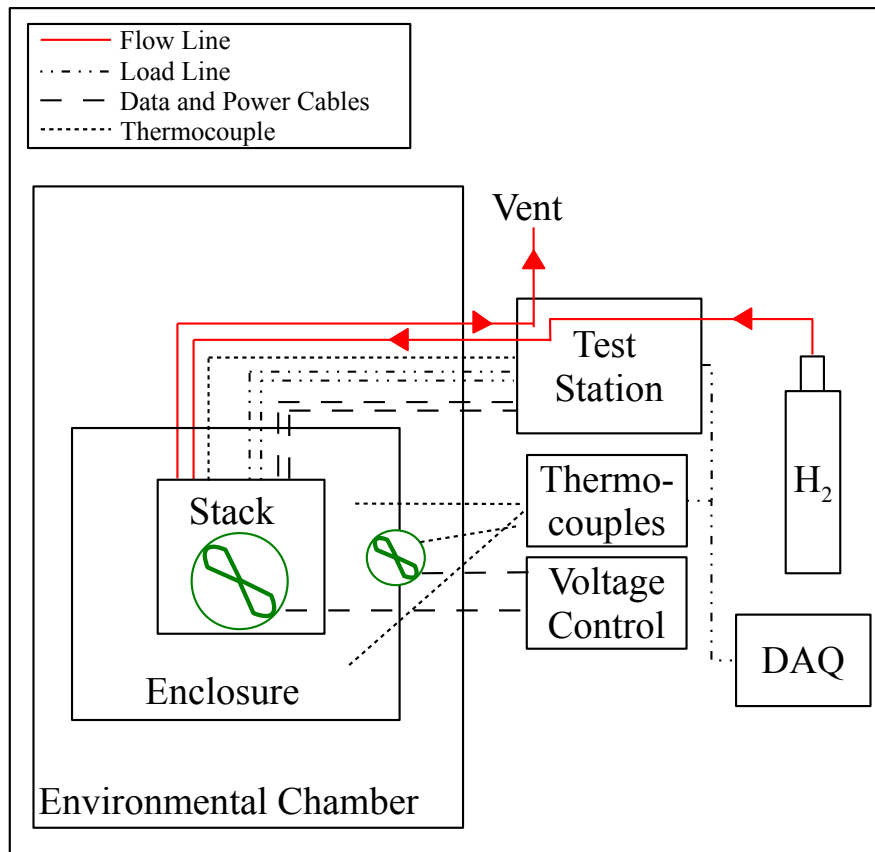 Flow Line
Load Line
Data and Power Cables
Thermocouple
Vent
Test
Station
H2
Thermo-
couples
Stack
Voltage
Control
DAQ
Enclosure
Environmental Chamber